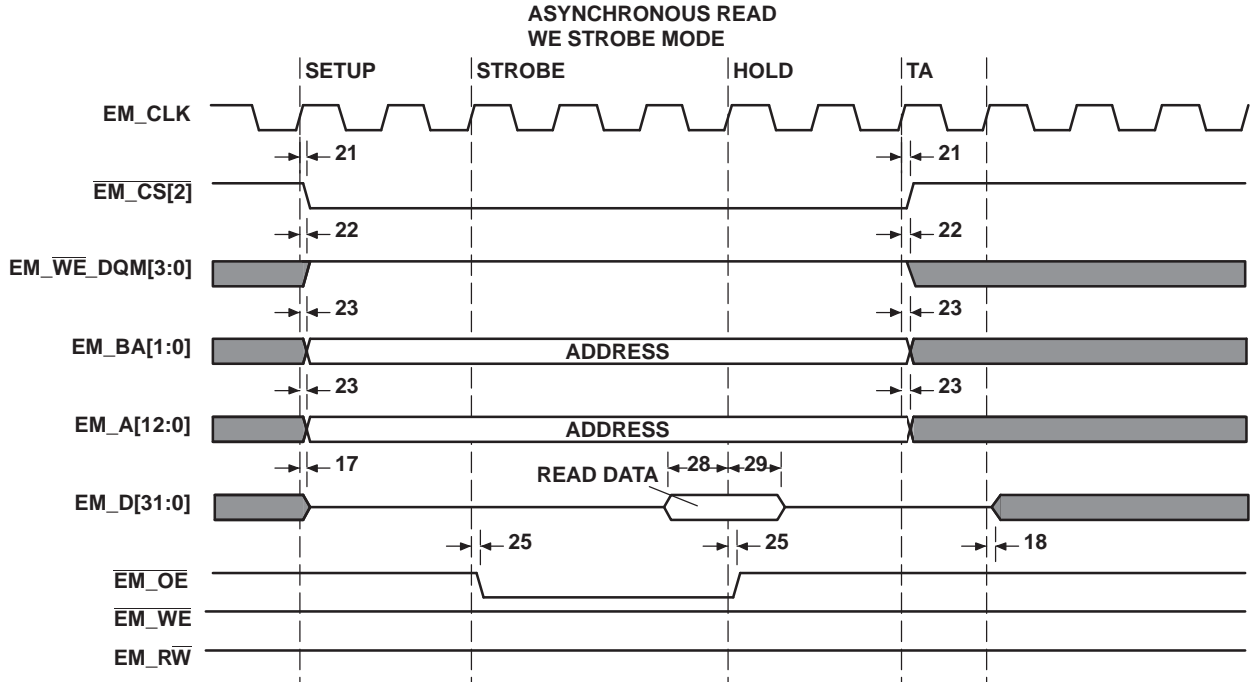 ASYNCHRONOUS READ
WE STROBE MODE
SETUP STROBE HOLD TA
EM_CLK
21 21
EM_CS[2]
22 22
EM_WE_DQM[3:0]
23 23
EM_BA[1:0] ADDRESS
23 23
EM_A[12:0] ADDRESS
17 28 29
READ DATA
EM_D[31:0]
25 25 18
EM_OE
EM_WE
EM_RW